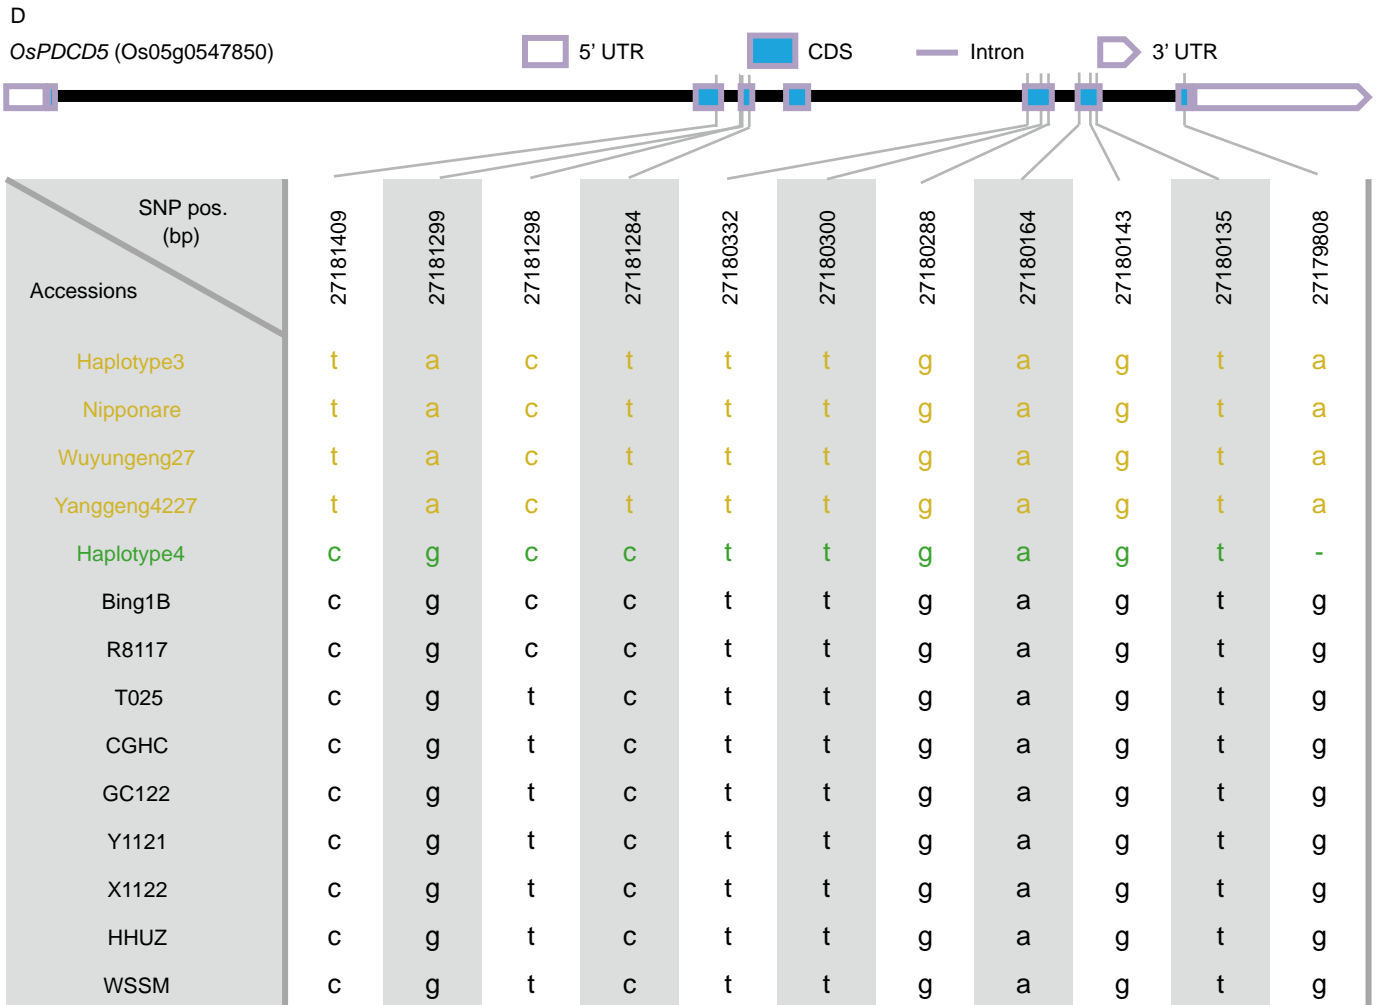 D
OsPDCD5 (Os05g0547850) 5' UTR CDS Intron 3' UTR
SNP pos.
(bp)
Accessions
27181409 27181299 27181298 27181284 27180332 27180300 27180288 27180164 27180143 27180135 27179808
Haplotype3 t a c t t t g a g t a
Nipponare t a c t t t g a g t a
Wuyungeng27 t a c t t t g a g t a
Yanggeng4227 t a c t t t g a g t a
Haplotype4 c g c c t t g a g t -
Bing1B c g c c t t g a g t g
R8117 c g c c t t g a g t g
T025 c g t c t t g a g t g
CGHC c g t c t t g a g t g
GC122 c g t c t t g a g t g
Y1121 c g t c t t g a g t g
X1122 c g t c t t g a g t g
HHUZ c g t c t t g a g t g
WSSM c g t c t t g a g t g